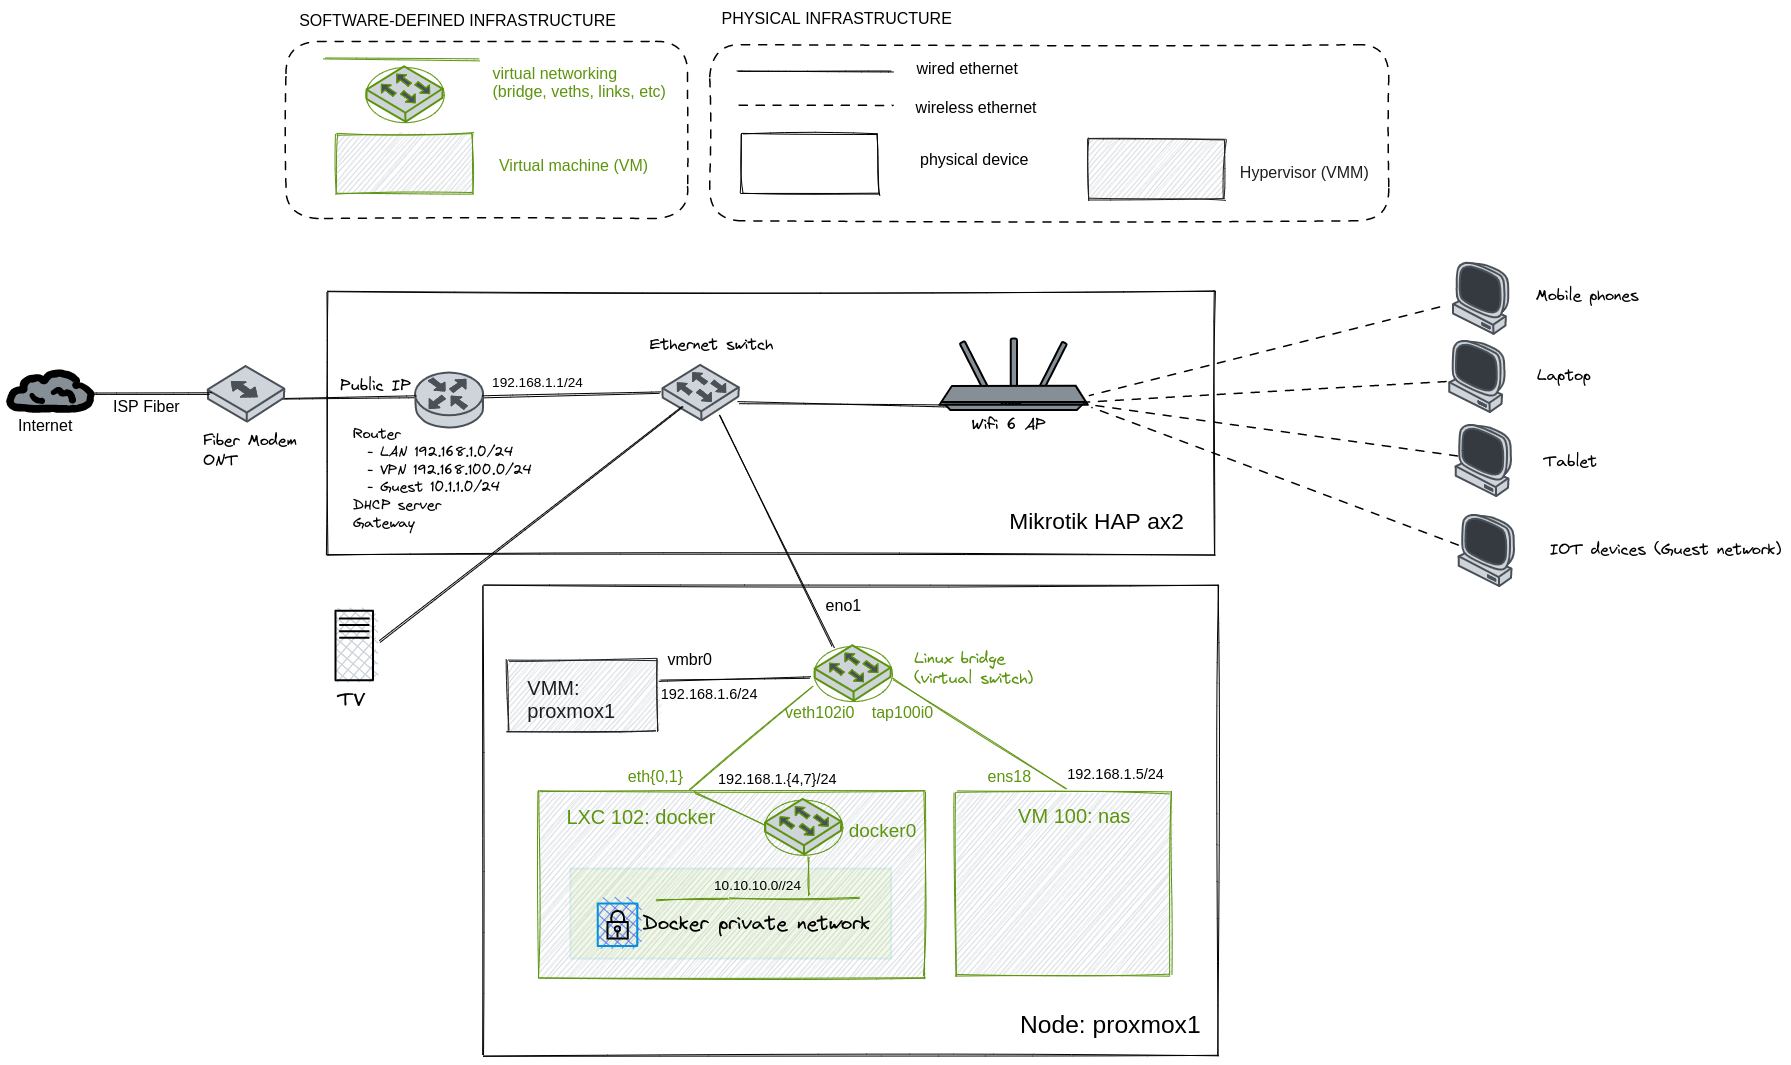 SOFTWARE-DEFINED INFRASTRUCTURE
virtual networking
(bridge, veths, links, etc)
Virtual machine (VM)
PHYSICAL INFRASTRUCTURE
wired ethernet
wireless ethernet
physical device
Hypervisor (VMM)
Internet
ISP Fiber
Fiber Modem
ONT
Public IP
192.168.1.1/24
Router
- LAN 192.168.1.0/24
- VPN 192.168.100.0/24
- Guest 10.1.1.0/24
DHCP server
Gateway
Ethernet switch
Wifi 6 AP
Mikrotik HAP ax2
Mobile phones
Laptop
Tablet
IOT devices (Guest network)
TV
eno1
vmbr0
192.168.1.6/24
VMM:
proxmox1
Linux bridge
(virtual switch)
veth102i0
tap100i0
eth{0,1}
192.168.1.{4,7}/24
ens18
192.168.1.5/24
LXC 102: docker
docker0
10.10.10.0//24
Docker private network
VM 100: nas
Node: proxmox1